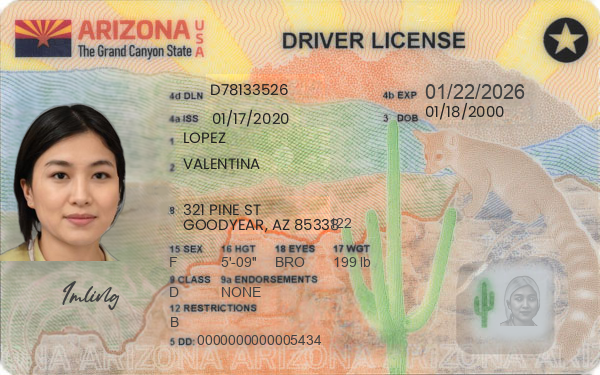 ARIZONA USA
The Grand Canyon State
DRIVER LICENSE
4d DLN D78133526
4b EXP 01/22/2026
4a ISS 01/17/2020
3 DOB 01/18/2000
1 LOPEZ
2 VALENTINA
8 321 PINE ST
GOODYEAR, AZ 85338
15 SEX 16 HGT 18 EYES 17 WGT
F 5'-09" BRO 199 lb
9 CLASS 9a ENDORSEMENTS
D NONE
12 RESTRICTIONS
B
5 DD: 0000000000005434
ARIZONA ARIZONA ARIZONA ARIZONA